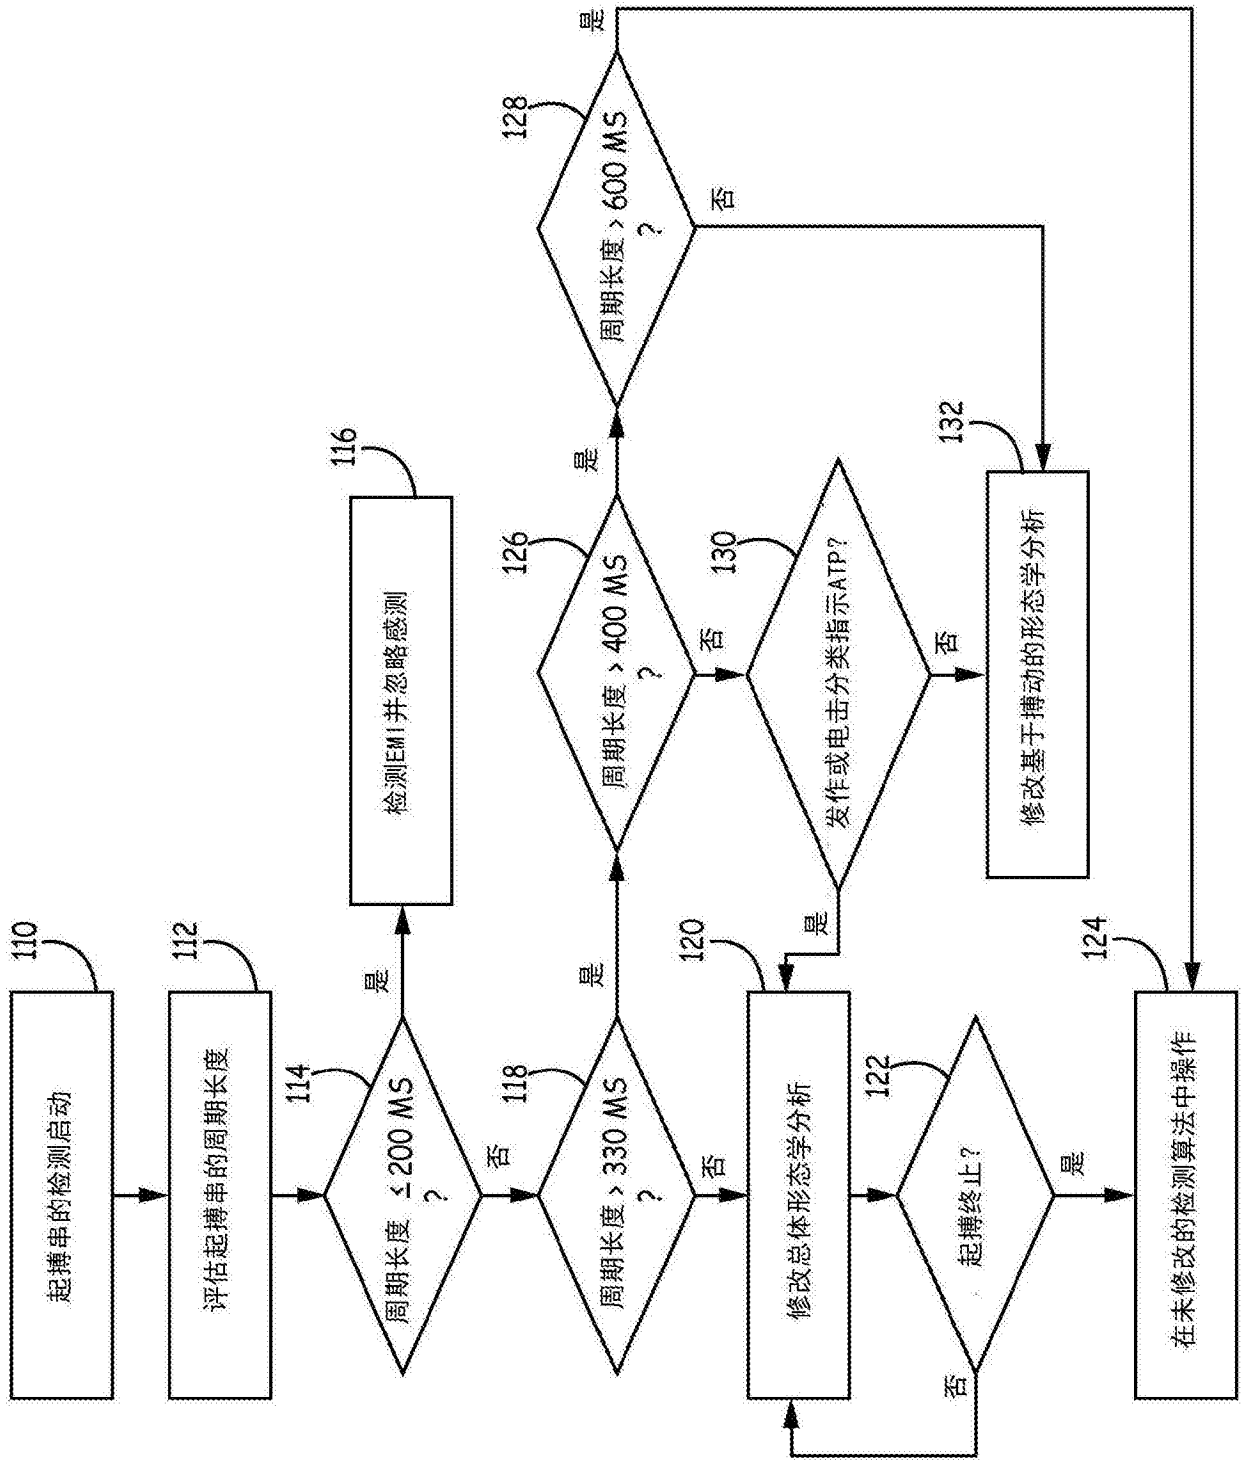 起搏串的检测启动
110
评估起搏串的周期长度
112
周期长度 ≤200 MS
?
114
是
否
检测EMI并忽略感测
116
周期长度 > 330 MS
?
118
是
否
周期长度 > 400 MS
?
126
是
否
周期长度 > 600 MS
?
128
是
否
修改总体形态学分析
120
发作或电击分类指示ATP?
130
是
否
起搏终止?
122
否
是
修改基于搏动的形态学分析
132
在未修改的检测算法中操作
124